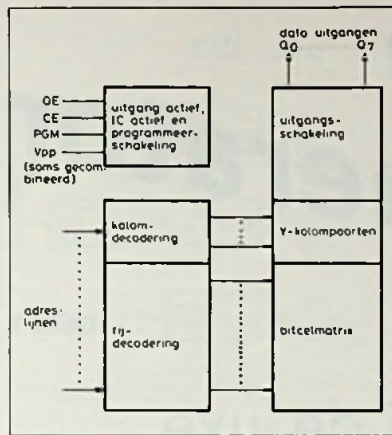 data uitgangen
Q0 Q7
OE
CE
PGM
Vpp
(soms gecom
bineerd)
uitgang actief,
IC actief en
programmeer-
schakeling
uitgangs-
schakeling
kolom-
decodering
Y-kolompoorten
adres-
lijnen
rij-
decodering
bitcelmatrix